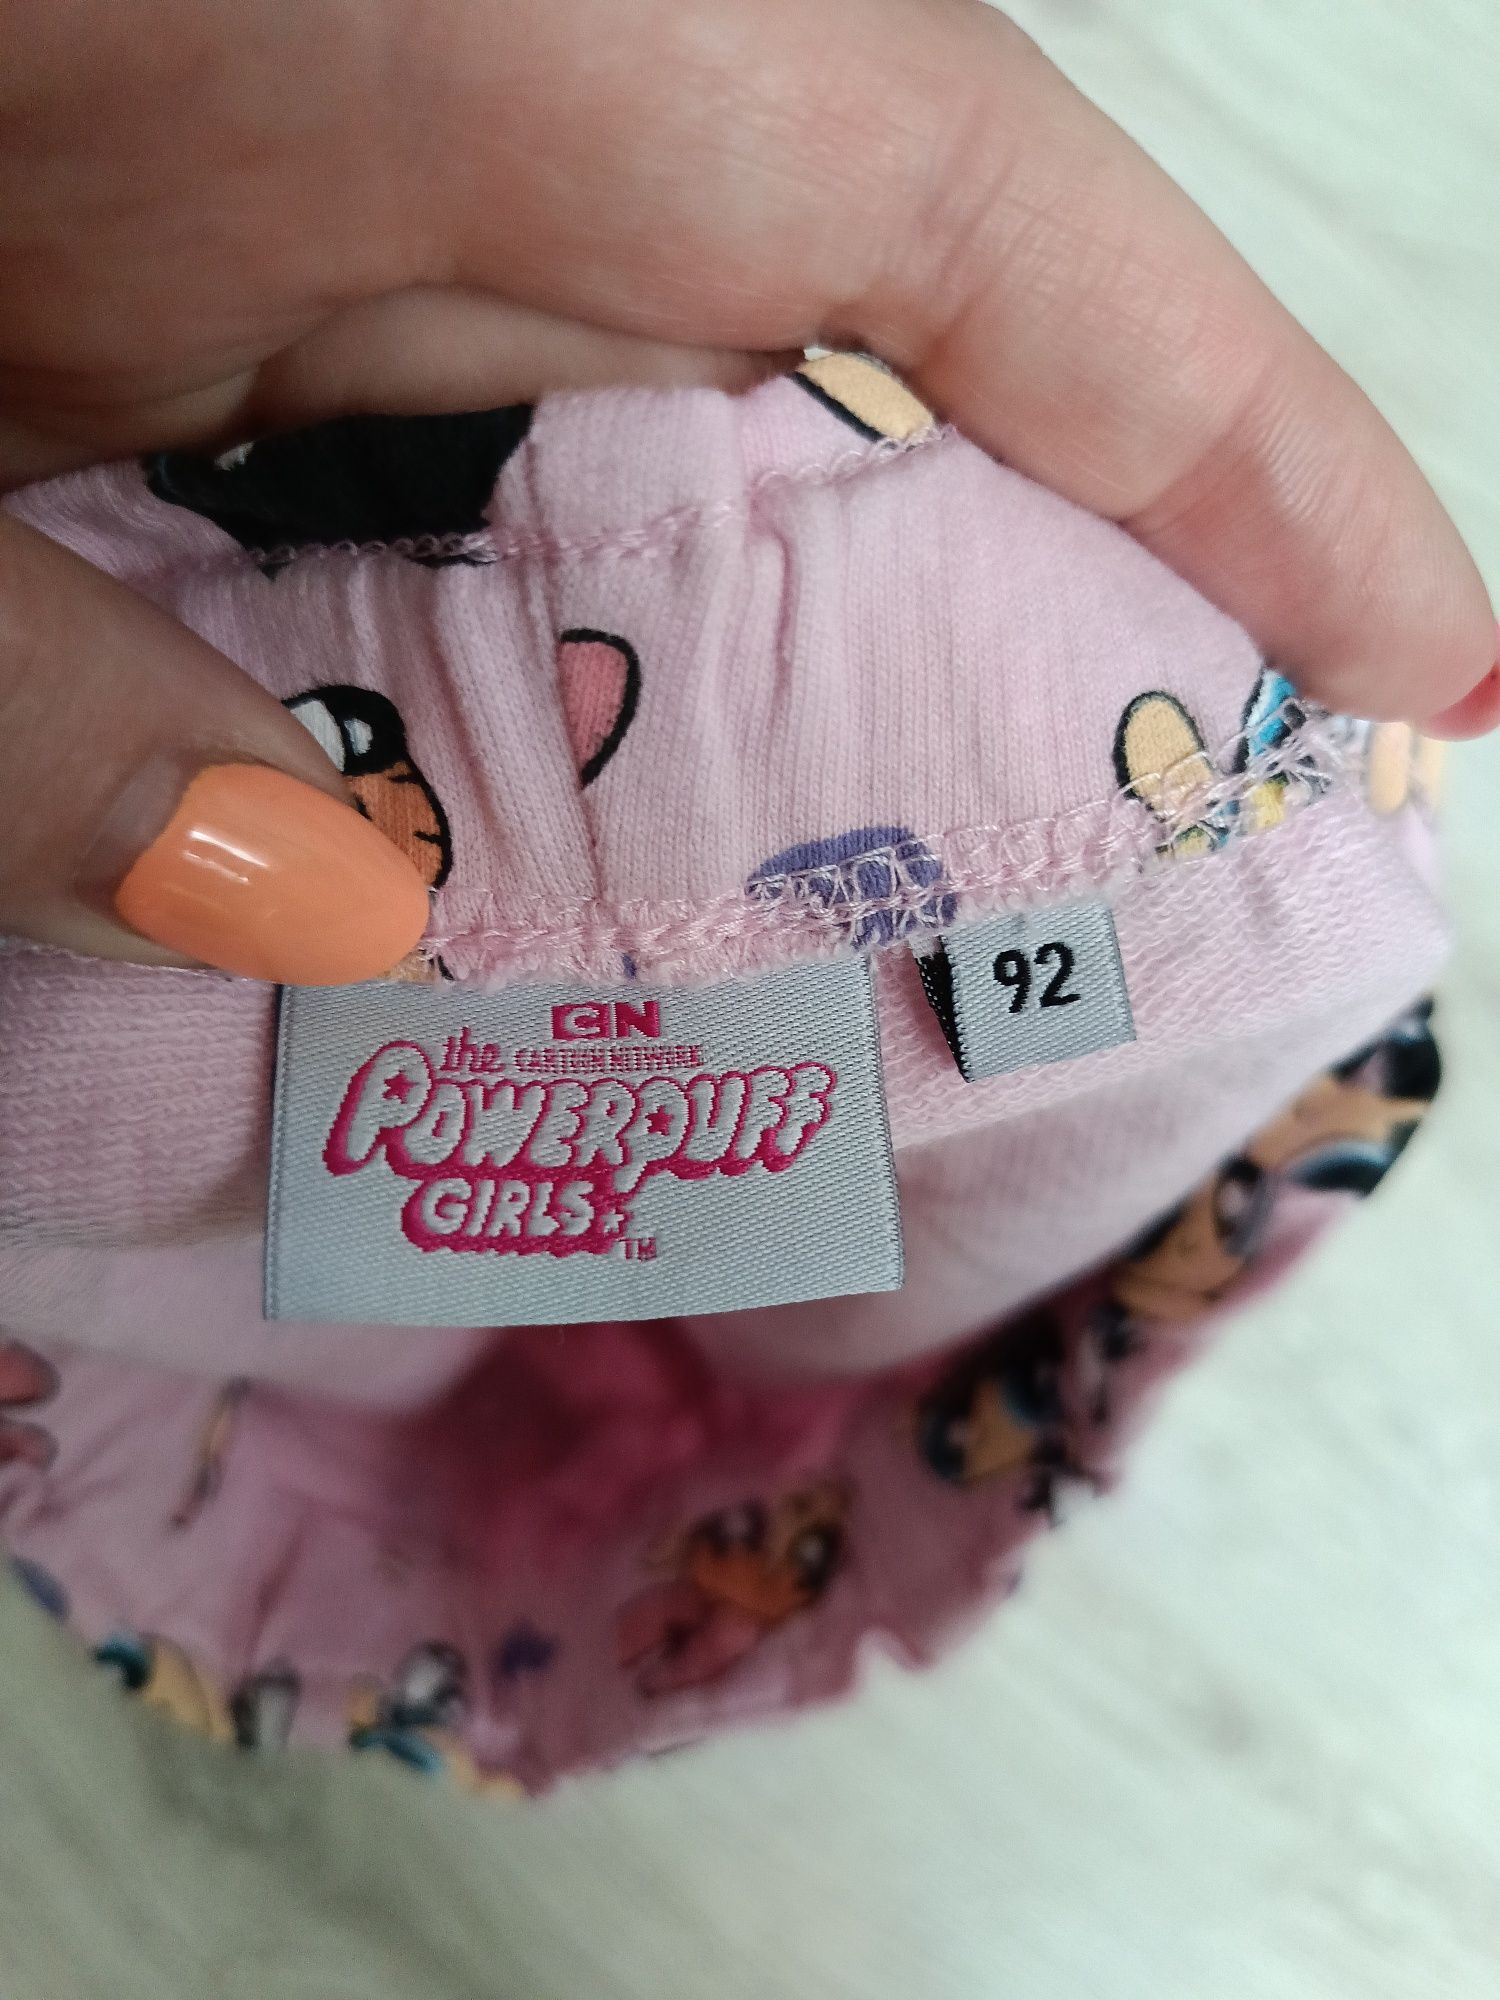 CN
CARTOON NETWORK
the
POWERPUFF
GIRLS
TM
92